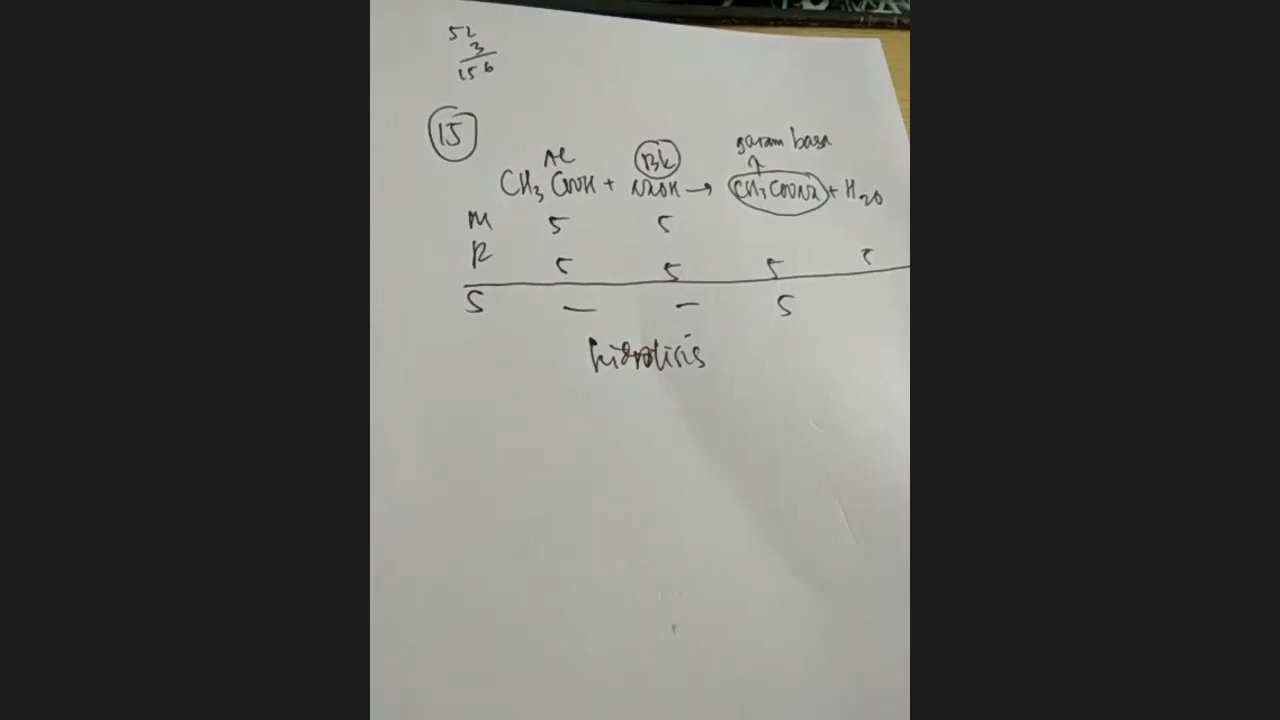 52
3
156
15
garam basa
AL BK
CH3COOH + NaOH → CH3COONa + H2O
M 5 5
R 5 5 5 5
S — — 5
hidrolisis